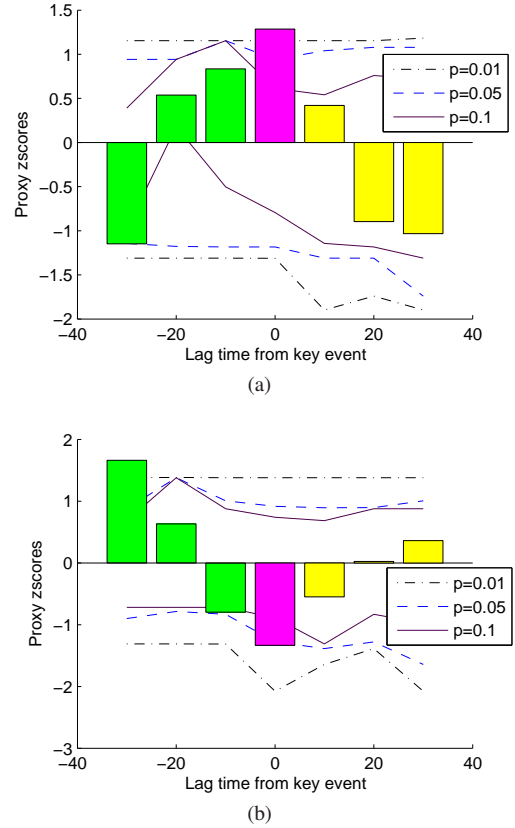 1.5
1
0.5
0
−0.5
−1
−1.5
−2
Proxy zscores
p=0.01
p=0.05
p=0.1
−40 −20 0 20 40
Lag time from key event
(a)
2
1
0
−1
−2
−3
Proxy zscores
p=0.01
p=0.05
p=0.1
−40 −20 0 20 40
Lag time from key event
(b)